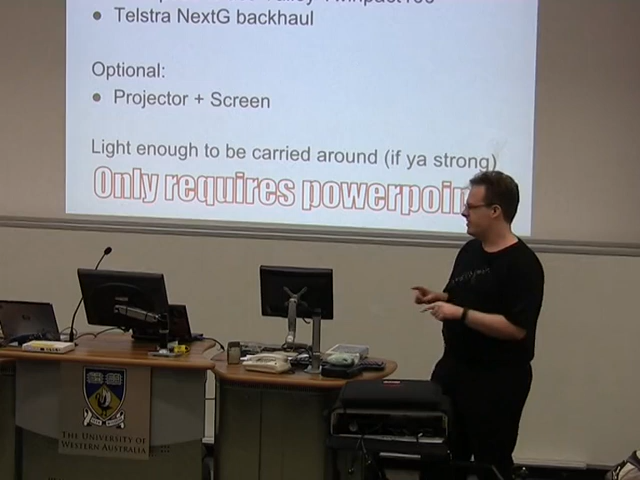 • Telstra NextG backhaul
Optional:
• Projector + Screen
Light enough to be carried around (if ya strong)
Only requires
THE UNIVERSITY OF
WESTERN AUSTRALIA